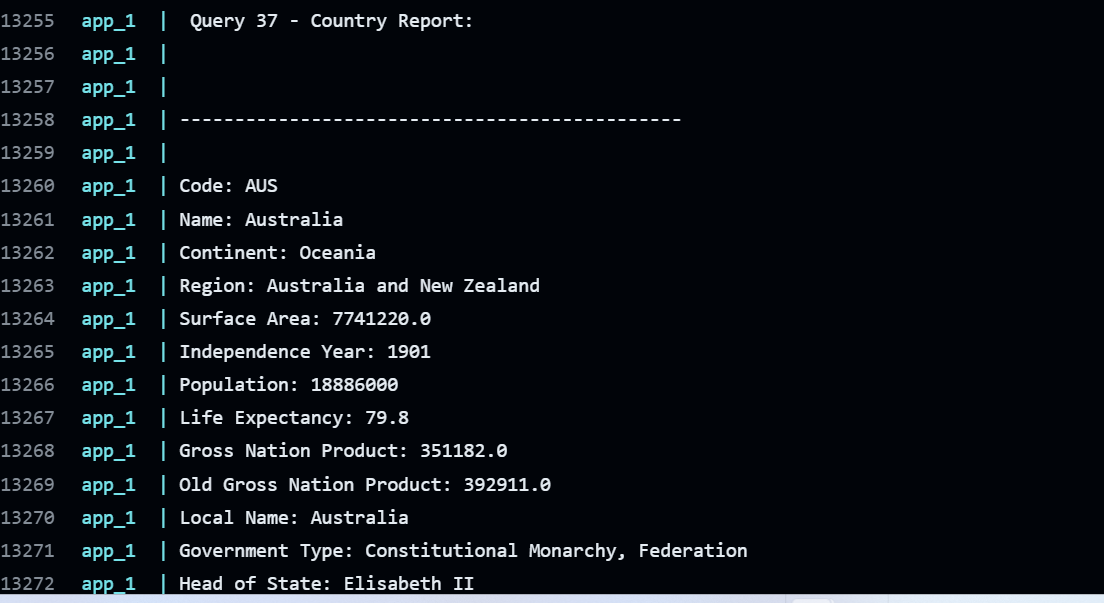 13255 app_1 | Query 37 - Country Report:
13256 app_1 |
13257 app_1 |
13258 app_1 | ----------------------------------------------
13259 app_1 |
13260 app_1 | Code: AUS
13261 app_1 | Name: Australia
13262 app_1 | Continent: Oceania
13263 app_1 | Region: Australia and New Zealand
13264 app_1 | Surface Area: 7741220.0
13265 app_1 | Independence Year: 1901
13266 app_1 | Population: 18886000
13267 app_1 | Life Expectancy: 79.8
13268 app_1 | Gross Nation Product: 351182.0
13269 app_1 | Old Gross Nation Product: 392911.0
13270 app_1 | Local Name: Australia
13271 app_1 | Government Type: Constitutional Monarchy, Federation
13272 app_1 | Head of State: Elisabeth II